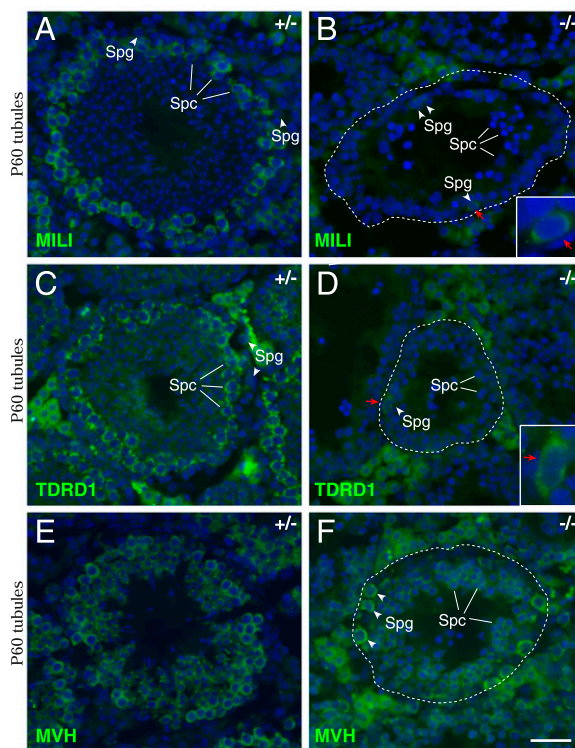 A
+/-
Spg
Spc
Spg
P60 tubules
MILI
B
-/-
Spg
Spc
Spg
MILI
C
+/-
Spg
Spc
P60 tubules
TDRD1
D
-/-
Spc
Spg
TDRD1
E
+/-
P60 tubules
MVH
F
-/-
Spg
Spc
MVH